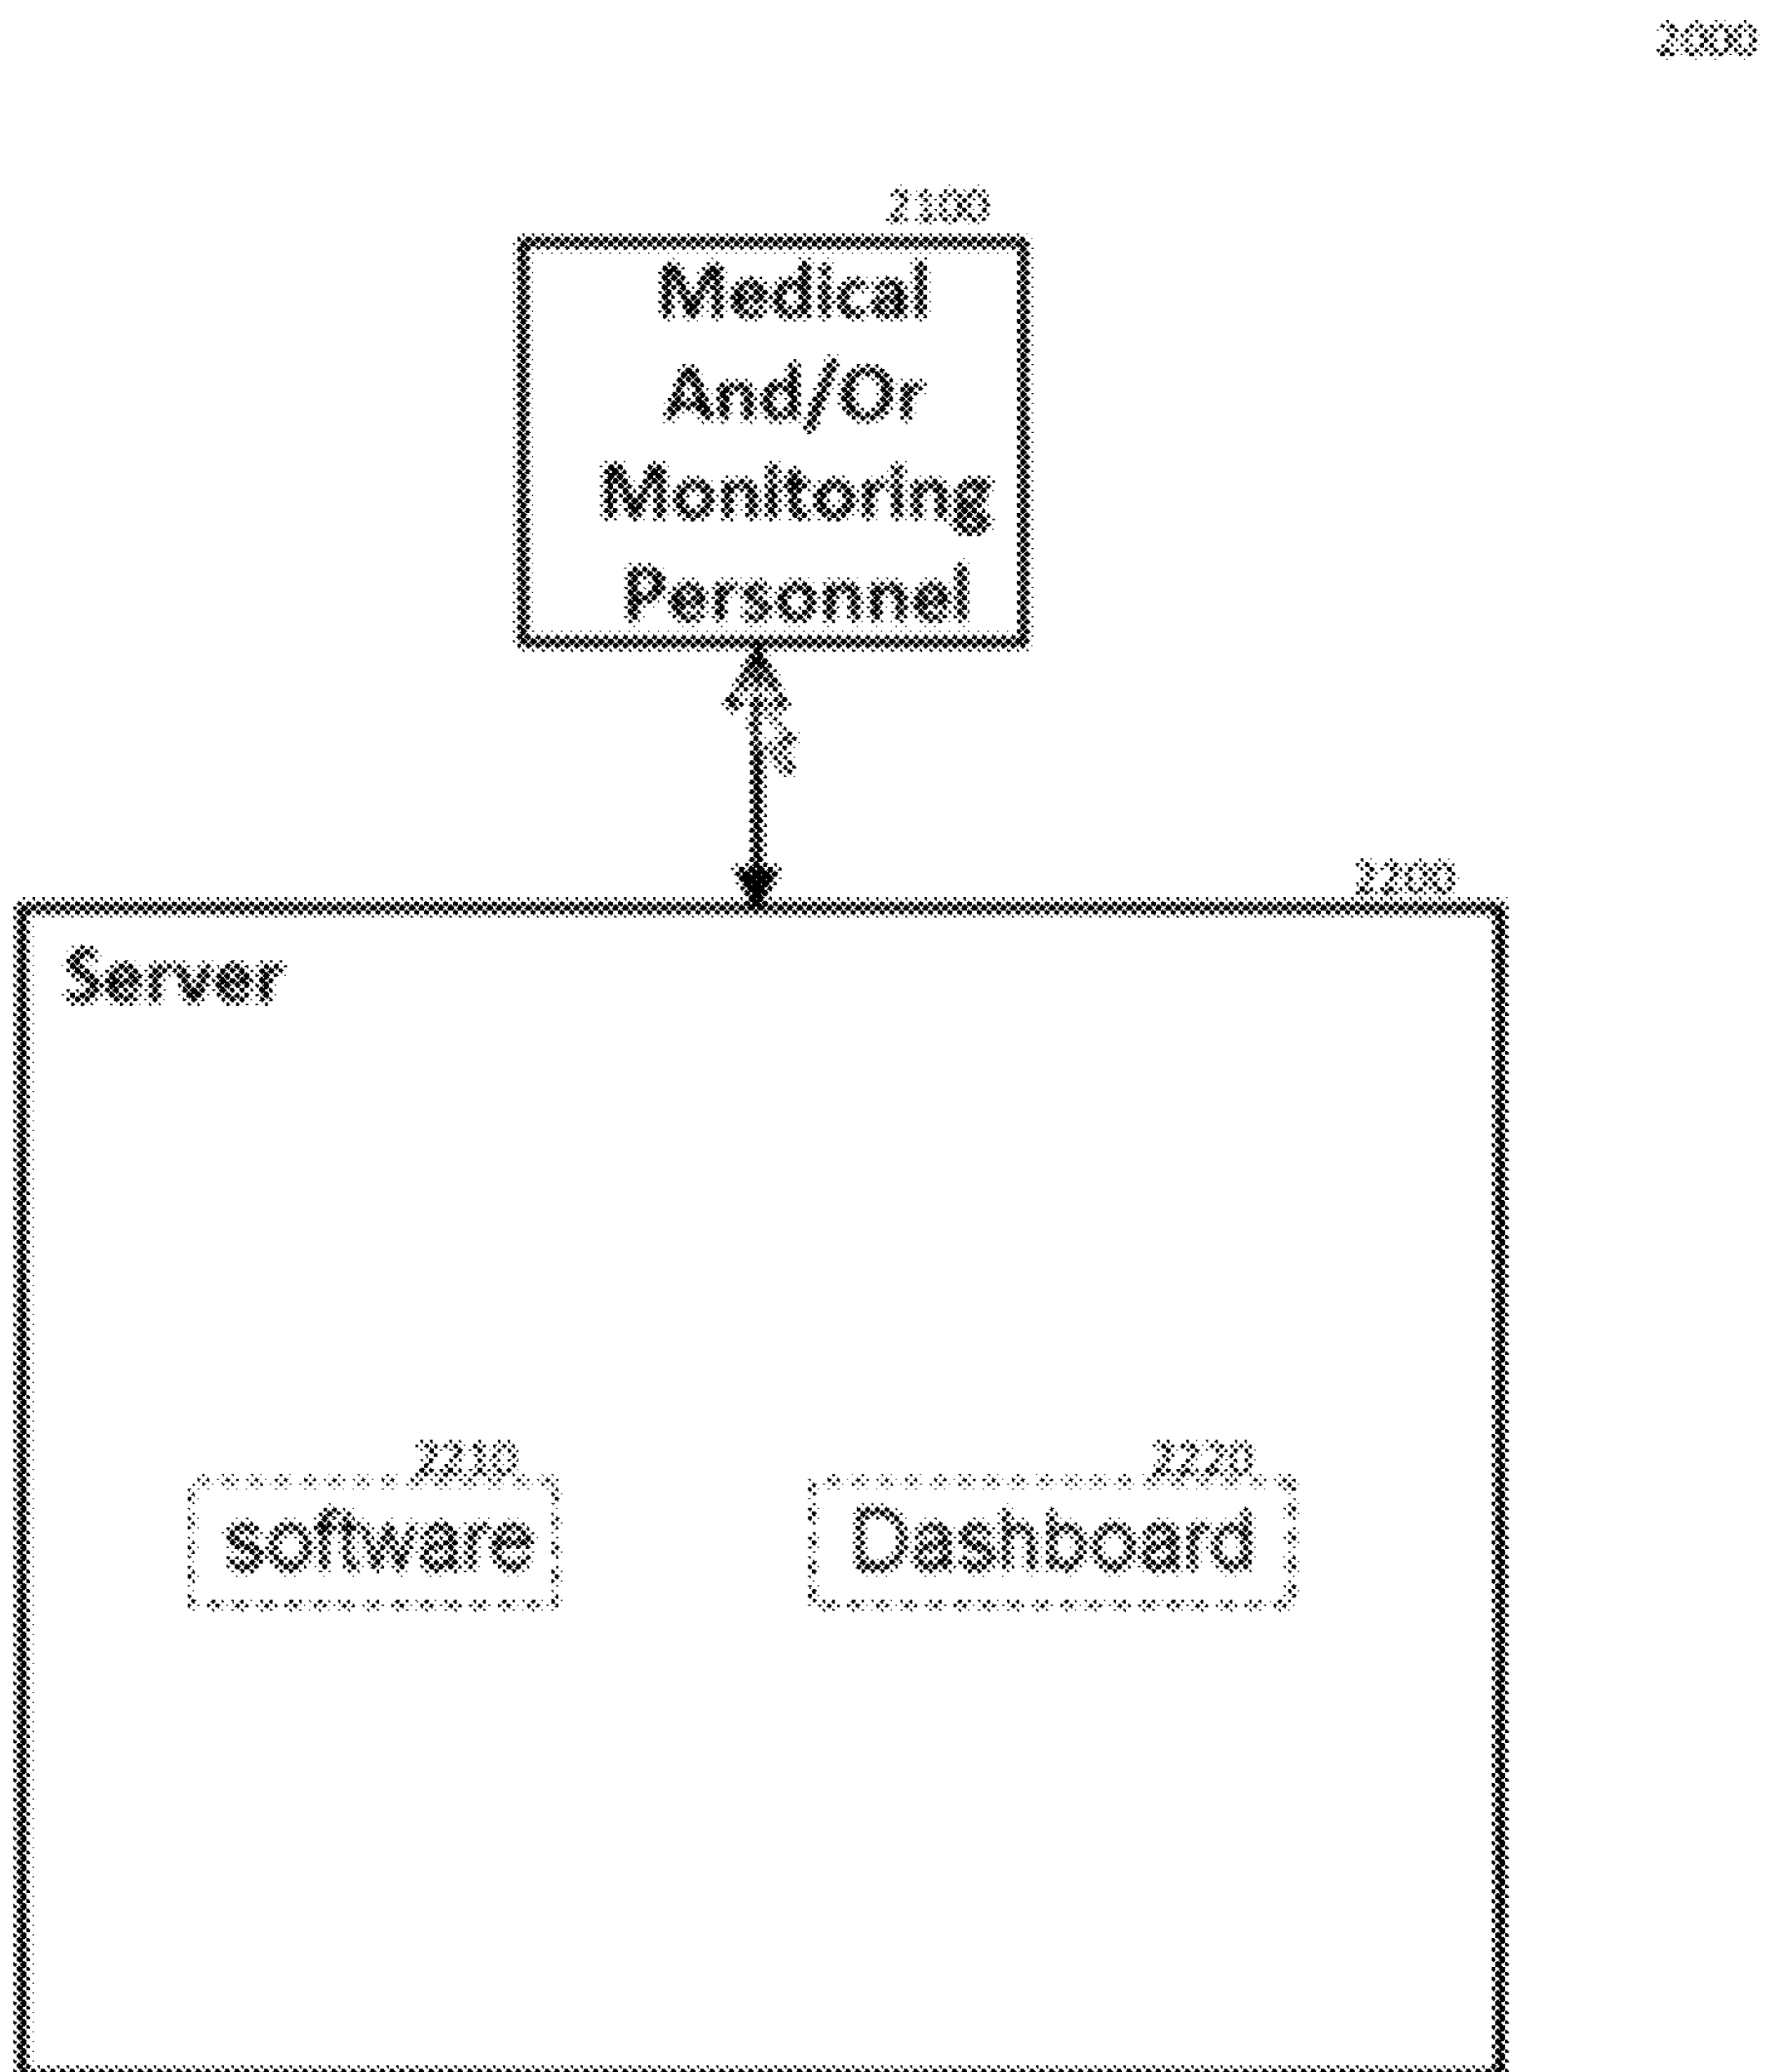 2000
2100
Medical
And/Or
Monitoring
Personnel
2200
Server
2210
software
2220
Dashboard